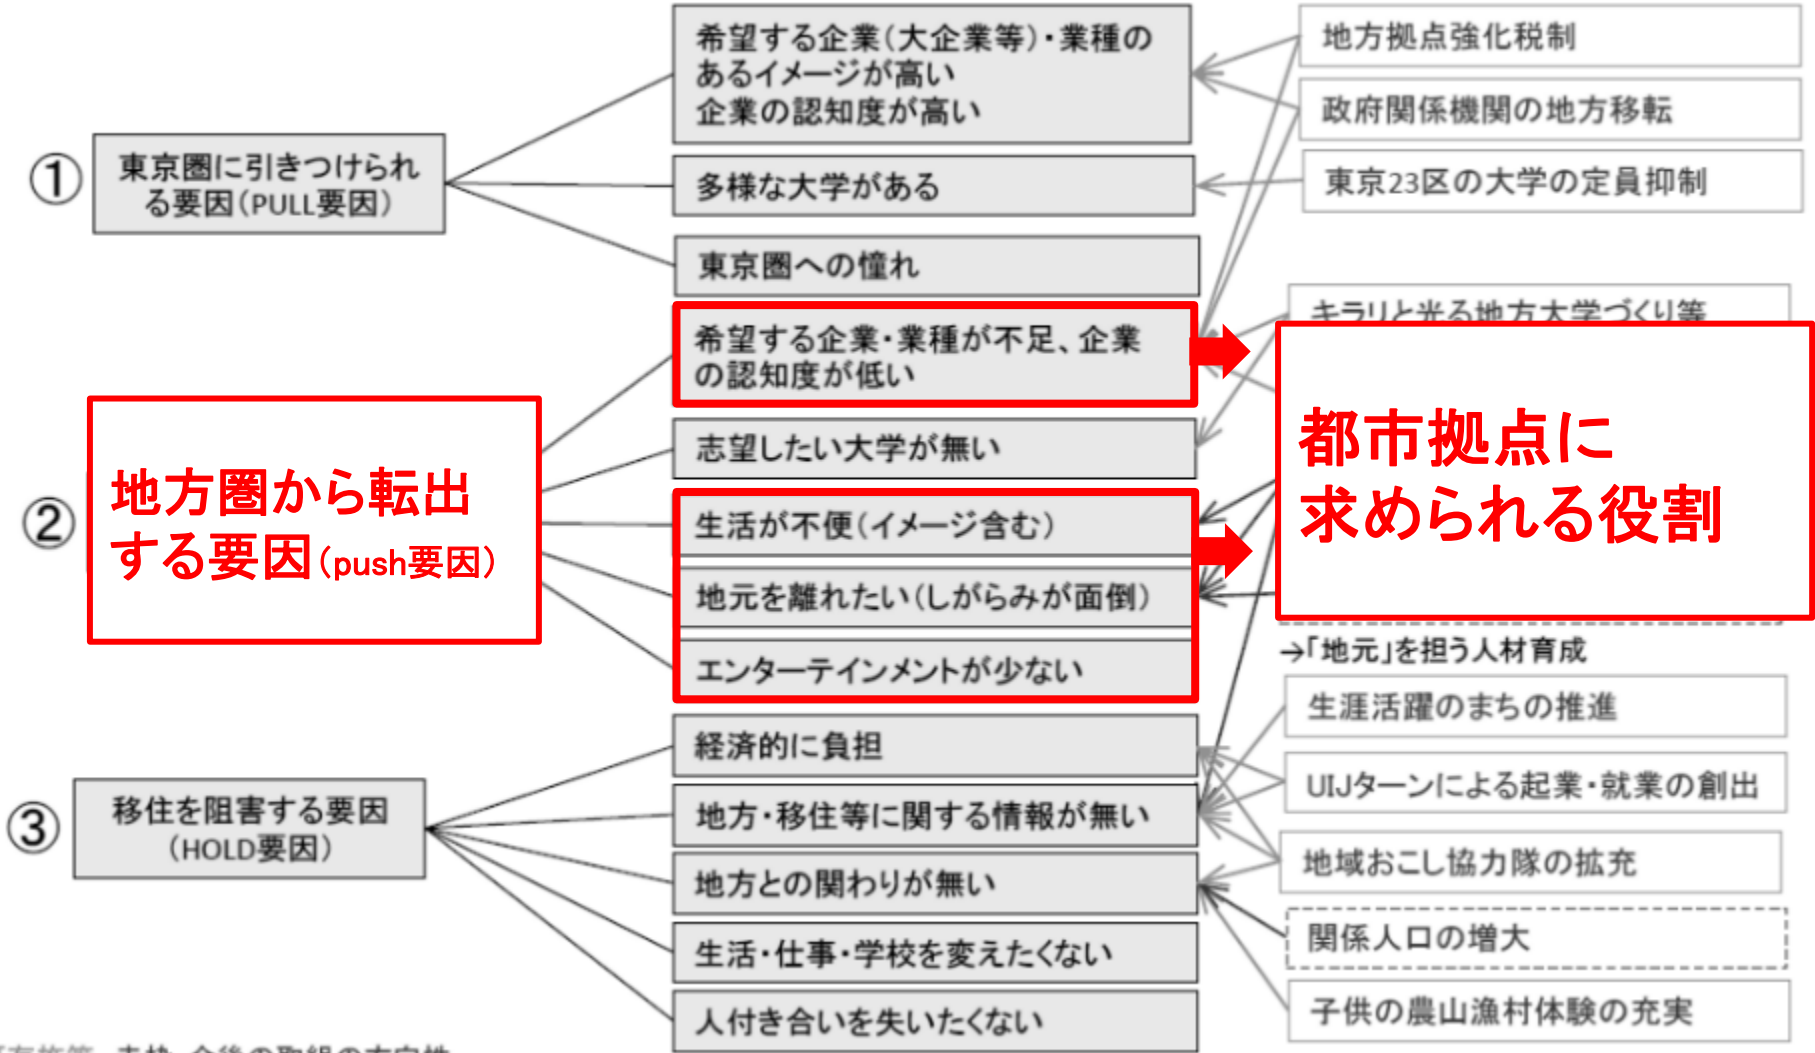 ①
東京圏に引きつけられ
る要因（PULL要因）
希望する企業（大企業等）・業種の
あるイメージが高い
企業の認知度が高い
多様な大学がある
東京圏への憧れ
地方拠点強化税制
政府関係機関の地方移転
東京23区の大学の定員抑制
②
地方圏から転出
する要因（push要因）
希望する企業・業種が不足、企業
の認知度が低い
志望したい大学が無い
生活が不便（イメージ含む）
地元を離れたい（しがらみが面倒）
エンターテインメントが少ない
キラリと光る地方大学づくり等
都市拠点に
求められる役割
→「地元」を担う人材育成
③
移住を阻害する要因
（HOLD要因）
経済的に負担
地方・移住等に関する情報が無い
地方との関わりが無い
生活・仕事・学校を変えたくない
人付き合いを失いたくない
生涯活躍のまちの推進
UIJターンによる起業・就業の創出
地域おこし協力隊の拡充
関係人口の増大
子供の農山漁村体験の充実